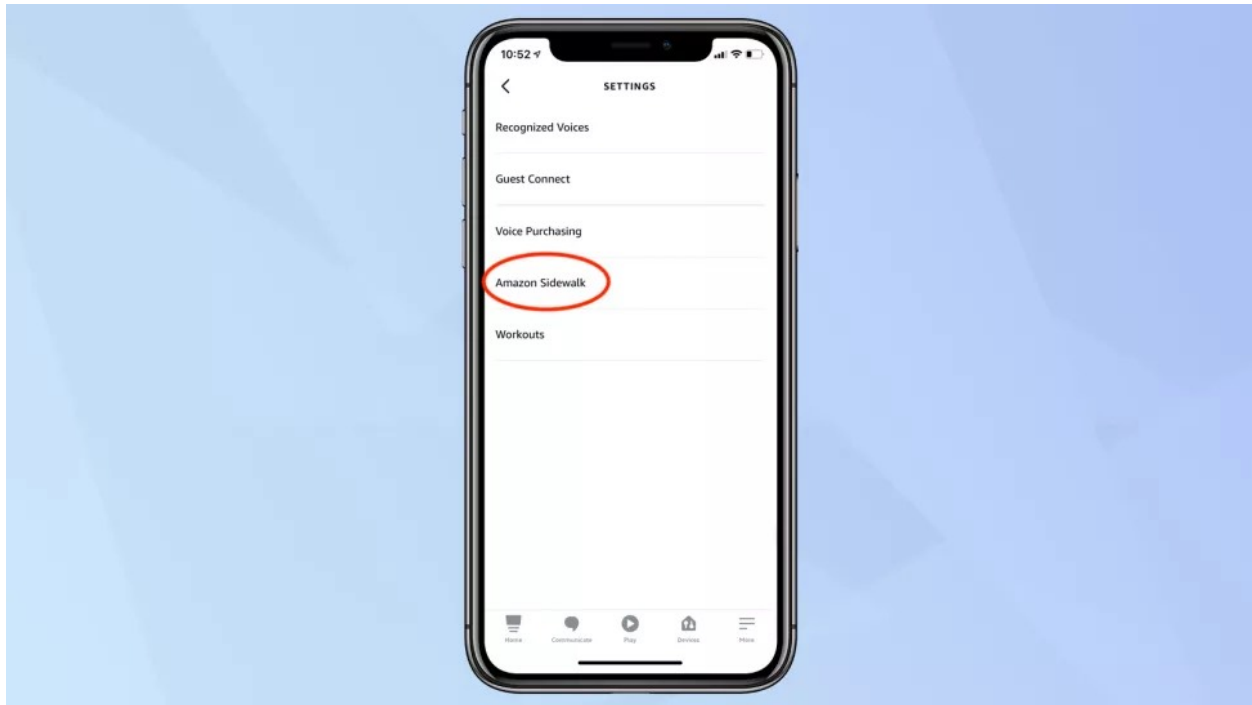 10:52
SETTINGS
Recognized Voices
Guest Connect
Voice Purchasing
Amazon Sidewalk
Workouts
Home Communicate Play Devices More